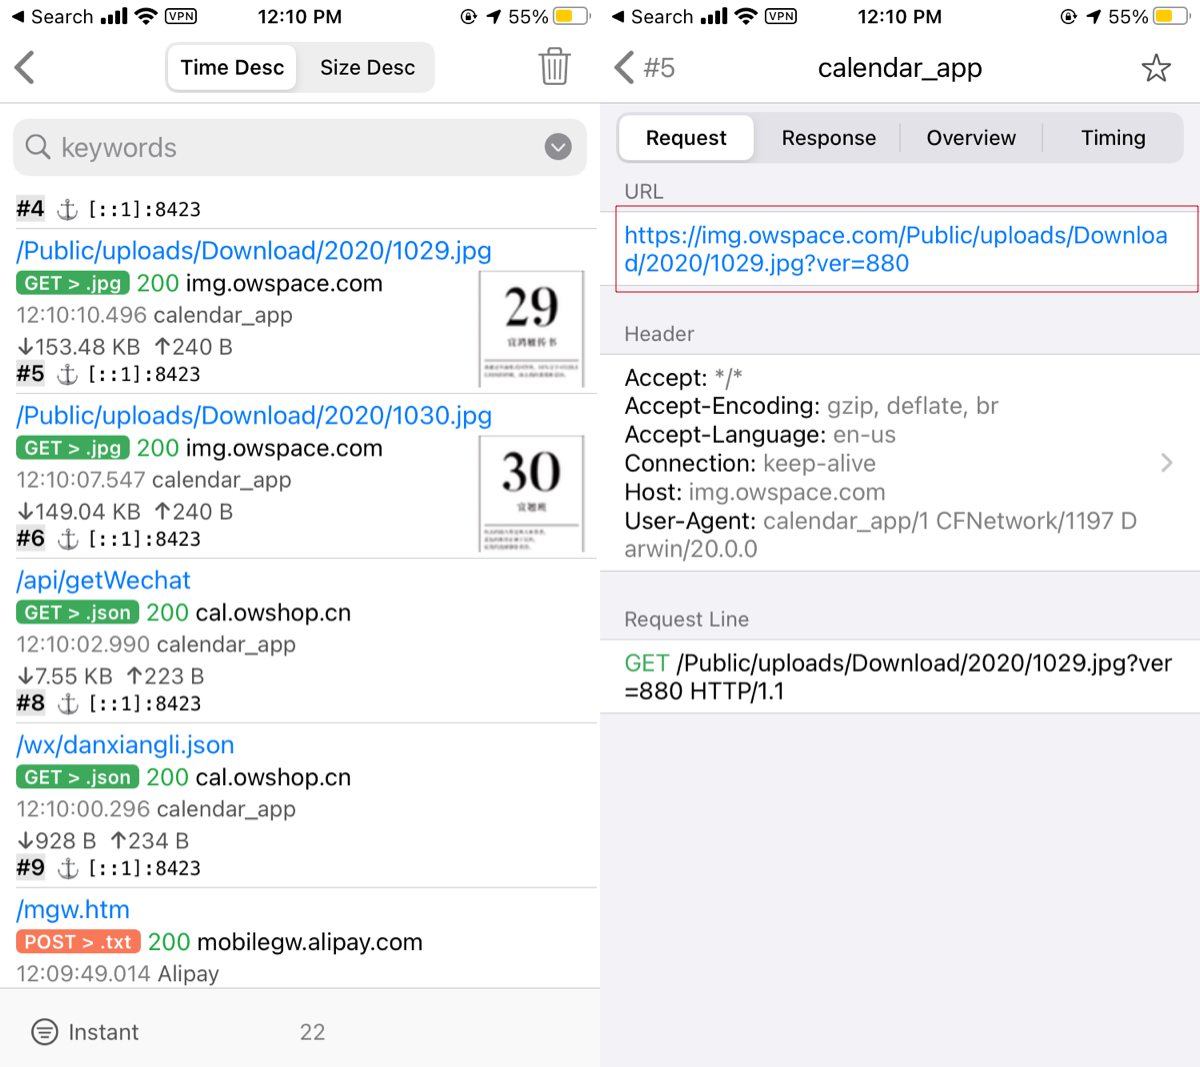 Search VPN 12:10 PM 55%
Time Desc Size Desc
keywords
#4 [::1]:8423
/Public/uploads/Download/2020/1029.jpg
GET > .jpg 200 img.owspace.com
12:10:10.496 calendar_app
↓153.48 KB ↑240 B
#5 [::1]:8423
29
/Public/uploads/Download/2020/1030.jpg
GET > .jpg 200 img.owspace.com
12:10:07.547 calendar_app
↓149.04 KB ↑240 B
#6 [::1]:8423
30
/api/getWechat
GET > .json 200 cal.owshop.cn
12:10:02.990 calendar_app
↓7.55 KB ↑223 B
#8 [::1]:8423
/wx/danxiangli.json
GET > .json 200 cal.owshop.cn
12:10:00.296 calendar_app
↓928 B ↑234 B
#9 [::1]:8423
/mgw.htm
POST > .txt 200 mobilegw.alipay.com
12:09:49.014 Alipay
Instant 22
Search VPN 12:10 PM 55%
#5 calendar_app
Request Response Overview Timing
URL
https://img.owspace.com/Public/uploads/Downloa
d/2020/1029.jpg?ver=880
Header
Accept: */*
Accept-Encoding: gzip, deflate, br
Accept-Language: en-us
Connection: keep-alive
Host: img.owspace.com
User-Agent: calendar_app/1 CFNetwork/1197 D
arwin/20.0.0
Request Line
GET /Public/uploads/Download/2020/1029.jpg?ver
=880 HTTP/1.1